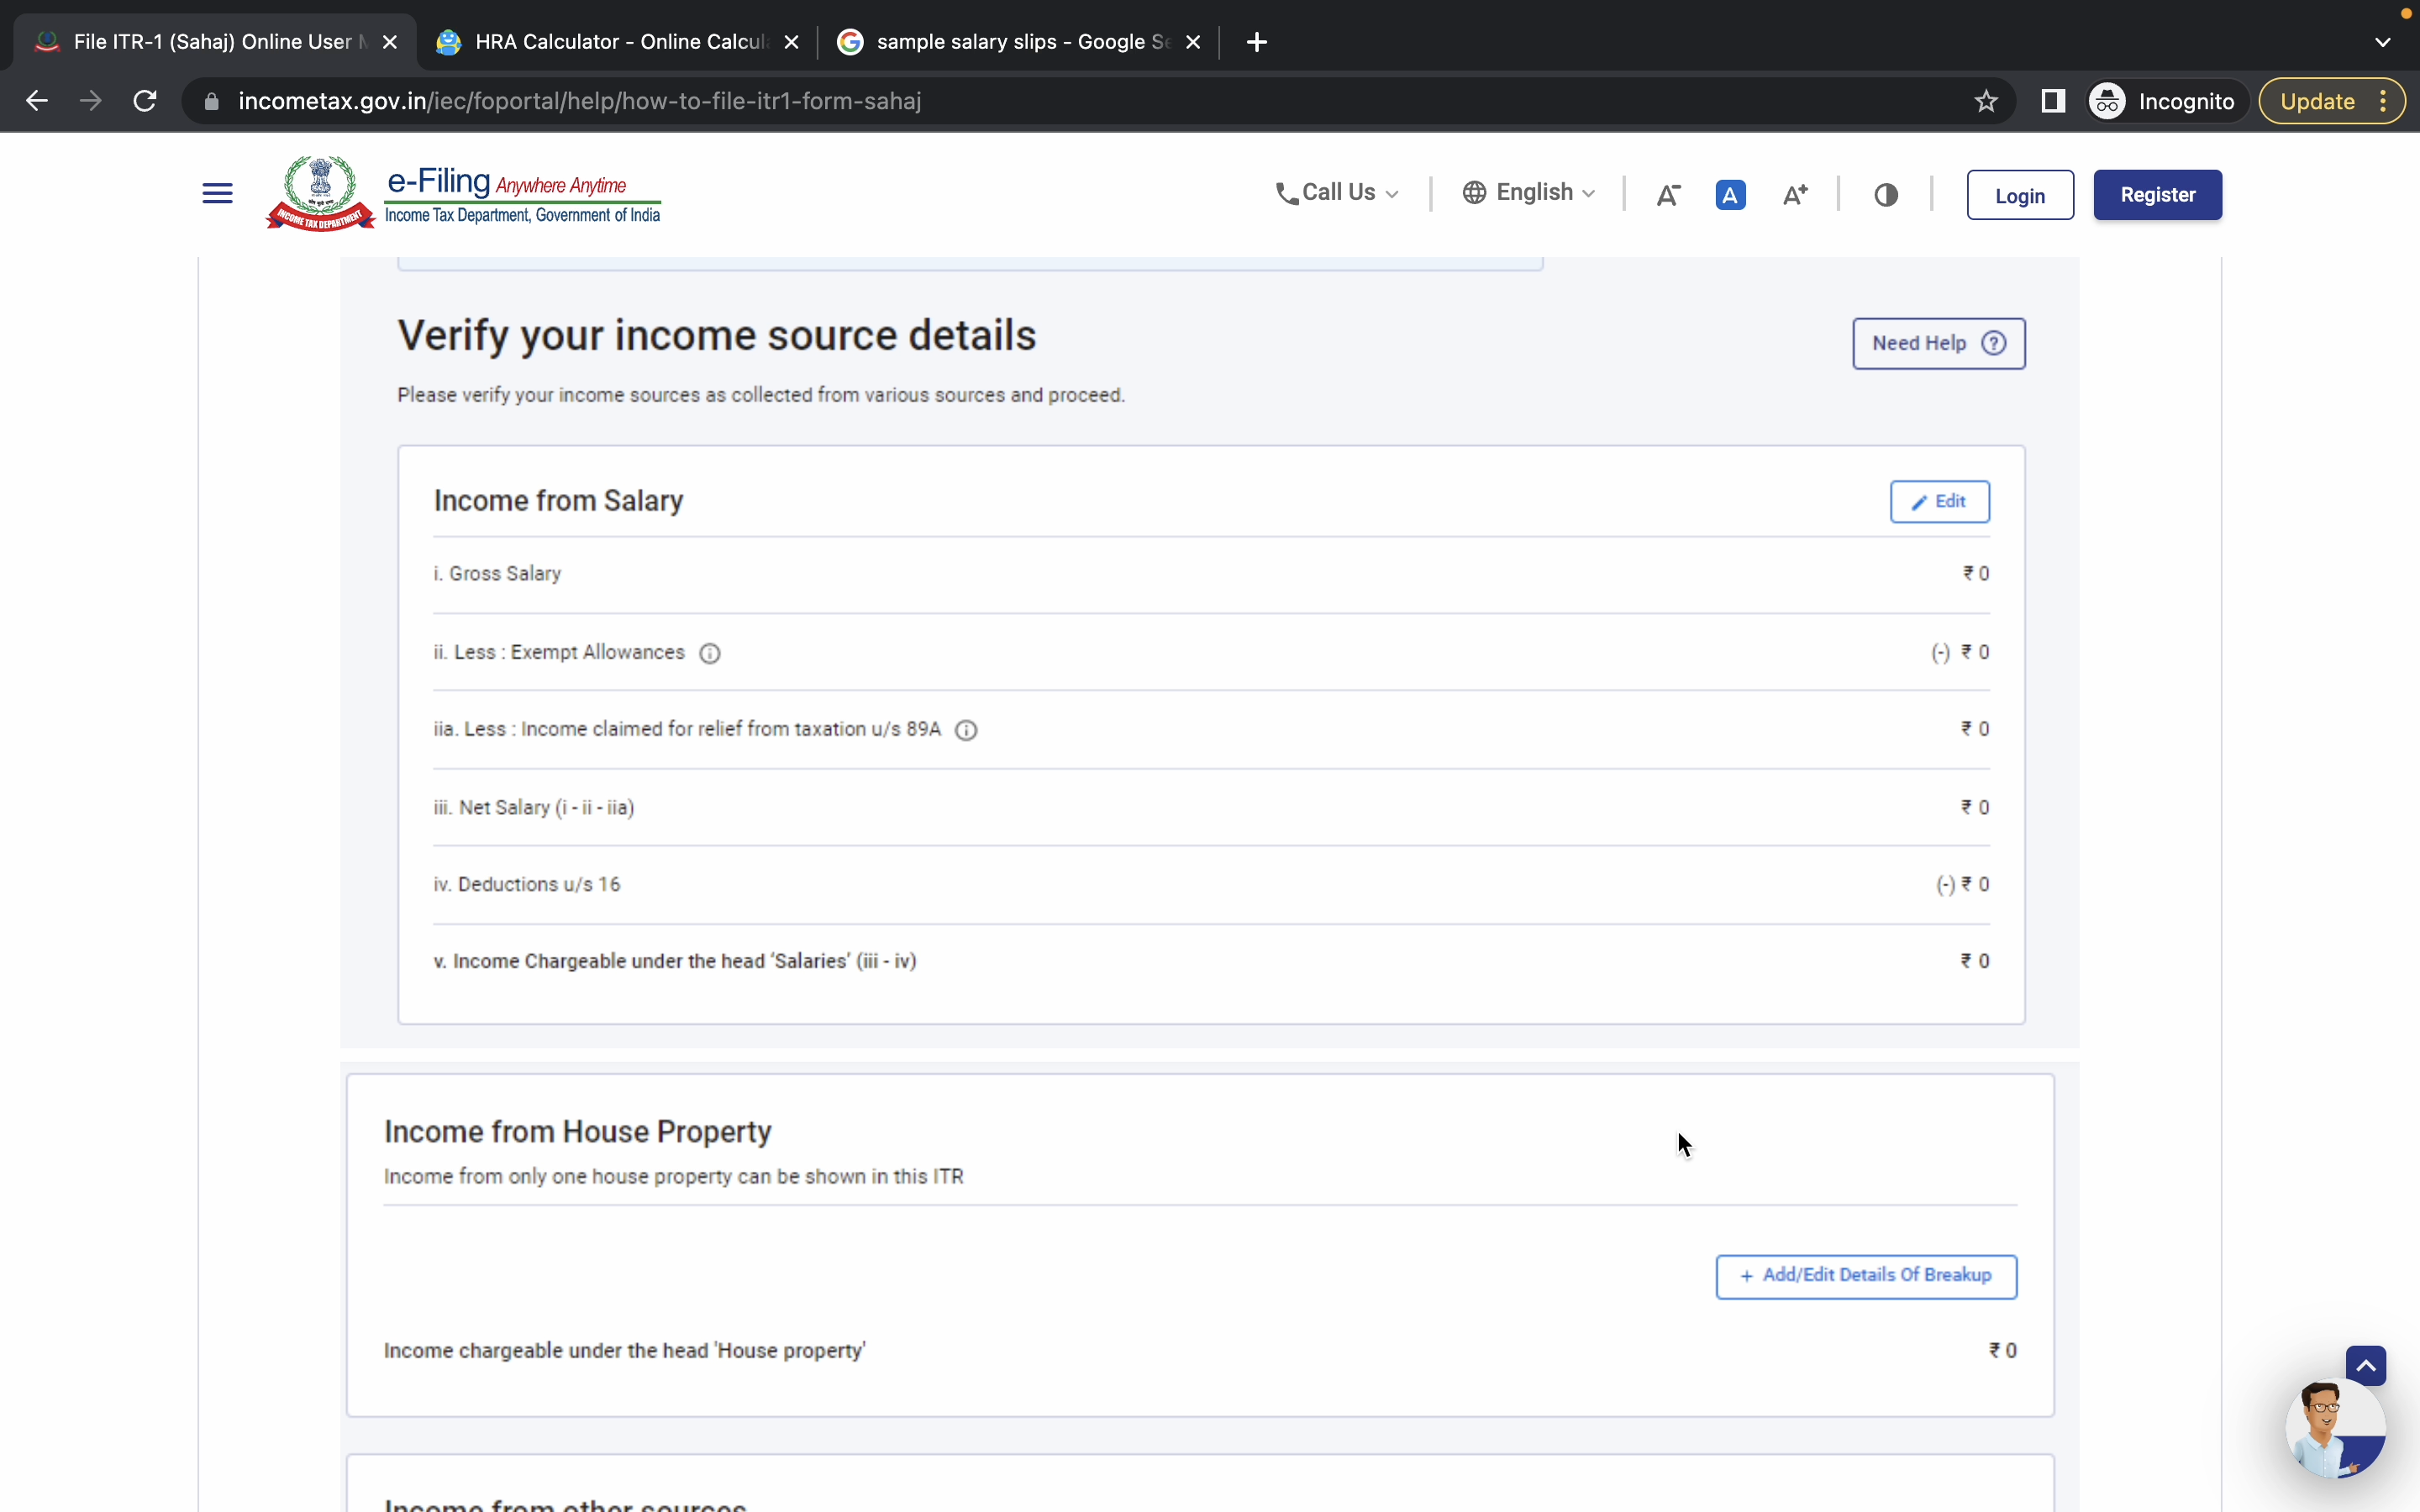 File ITR-1 (Sahaj) Online User
HRA Calculator - Online Calcul
sample salary slips - Google Se
incometax.gov.in/iec/foportal/help/how-to-file-itr1-form-sahaj
Incognito
Update
INCOME TAX DEPARTMENT
e-Filing Anywhere Anytime
Income Tax Department, Government of India
Call Us
English
A-
A
A+
Login
Register
Verify your income source details
Need Help ?
Please verify your income sources as collected from various sources and proceed.
Income from Salary
Edit
i. Gross Salary
₹ 0
ii. Less : Exempt Allowances
(-) ₹ 0
iia. Less : Income claimed for relief from taxation u/s 89A
₹ 0
iii. Net Salary (i - ii - iia)
₹ 0
iv. Deductions u/s 16
(-) ₹ 0
v. Income Chargeable under the head 'Salaries' (iii - iv)
₹ 0
Income from House Property
Income from only one house property can be shown in this ITR
+ Add/Edit Details Of Breakup
Income chargeable under the head 'House property'
₹ 0
Income from other sources